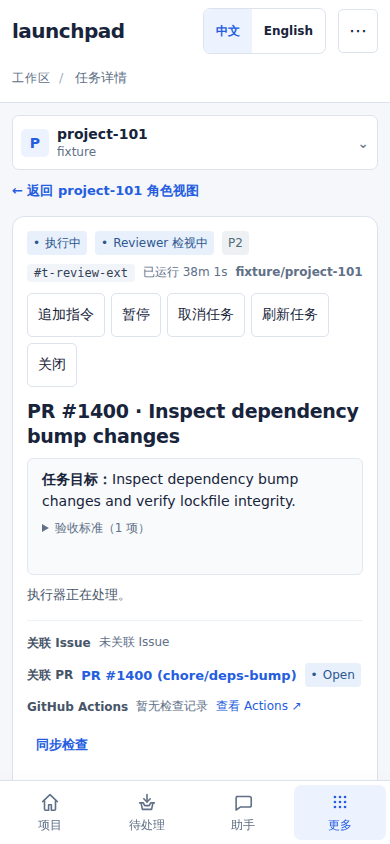 launchpad
中文 English ⋯
工作区 / 任务详情
P project-101
fixture
← 返回 project-101 角色视图
• 执行中 • Reviewer 检视中 P2
#t-review-ext 已运行 38m 1s fixture/project-101
追加指令 暂停 取消任务 刷新任务
关闭
PR #1400 · Inspect dependency
bump changes
任务目标：Inspect dependency bump
changes and verify lockfile integrity.
▶ 验收标准（1 项）
执行器正在处理。
关联 Issue 未关联 Issue
关联 PR PR #1400 (chore/deps-bump) • Open
GitHub Actions 暂无检查记录 查看 Actions ↗
同步检查
项目 待处理 助手 更多